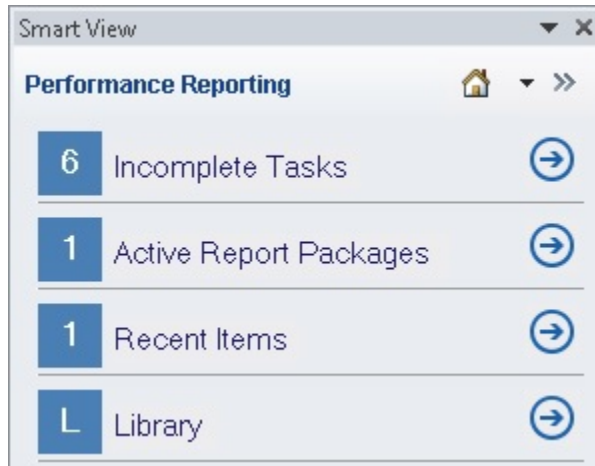 Smart View
Performance Reporting
6 Incomplete Tasks
1 Active Report Packages
1 Recent Items
L Library